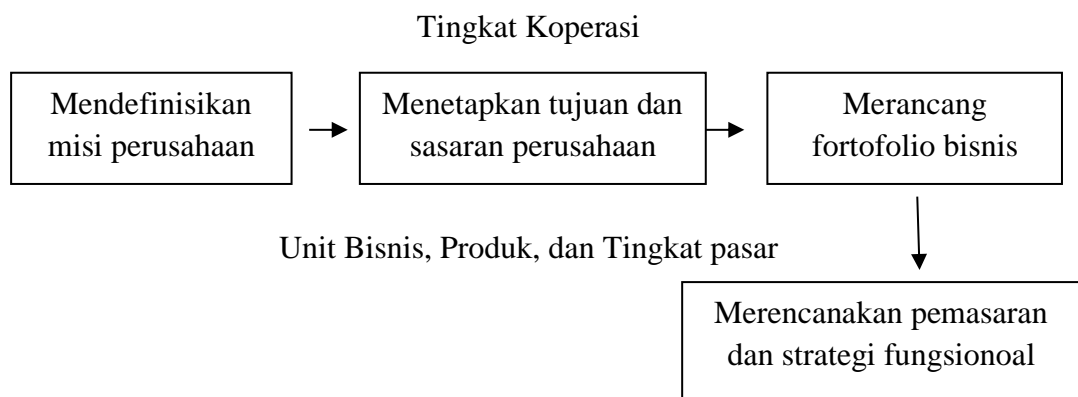 Tingkat Koperasi
Mendefinisikan
misi perusahaan
Menetapkan tujuan dan
sasaran perusahaan
Merancang
fortofolio bisnis
Unit Bisnis, Produk, dan Tingkat pasar
Merencanakan pemasaran
dan strategi fungsionoal